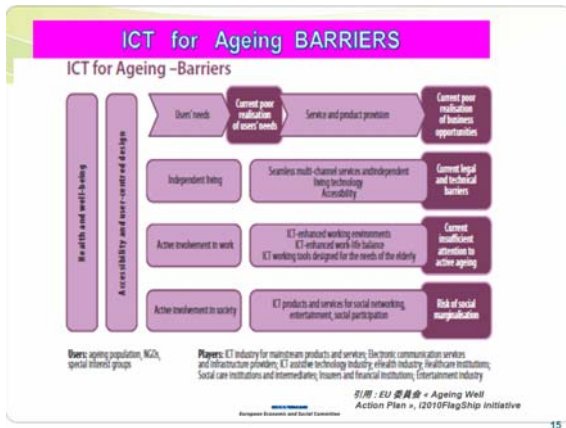 ICT for Ageing BARRIERS
ICT for Ageing –Barriers
Health and well-being
Accessibility and user-centred design
Users' needs
Current poor
realisation
of users' needs
Service and product provision
Current poor
realisation
of business
opportunities
Independent living
Seamless multi-channel services andindependent
living technology
Accessibility
Current legal
and technical
barriers
Active involvement in work
ICT-enhanced working environments
ICT-enhanced work-life balance
ICT working tools designed for the needs of the elderly
Current
insufficient
attention to
active ageing
Active involvement in society
ICT products and services for social networking,
entertainment, social participation
Risk of social
marginalisation
Users: ageing population, NGOs,
special interest groups
Players: ICT industry for mainstream products and services; Electronic communication services
and infrastructure providers; ICT assistive technology industry; eHealth industry; Healthcare institutions;
Social care institutions and intermediaries; Insurers and financial institutions; Entertainment industry
引用 : EU 委員会 « Ageing Well
Action Plan », i2010FlagShip Initiative
European Economic and Social Committee
15